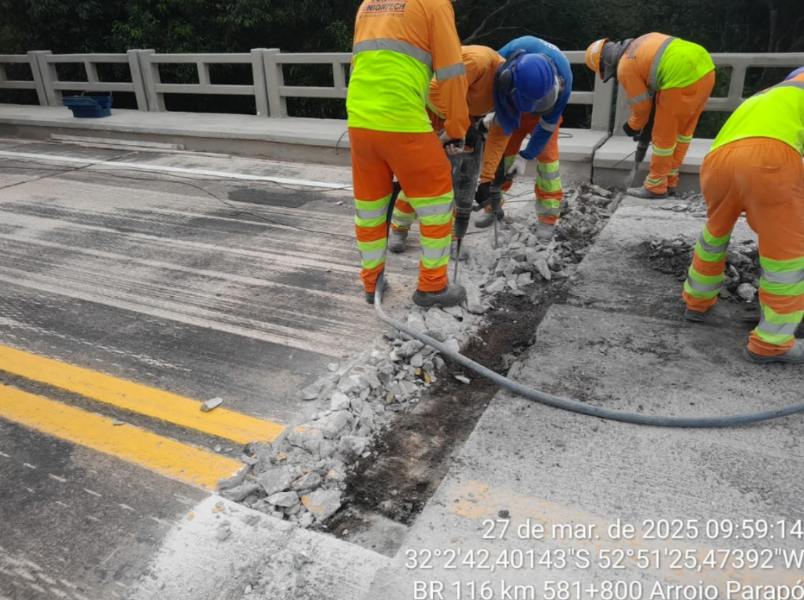 NIORTECH
27 de mar. de 2025 09:59:14
32°2'42,40143"S 52°51'25,47392"W
BR 116 km 581+800 Arroio Parapó